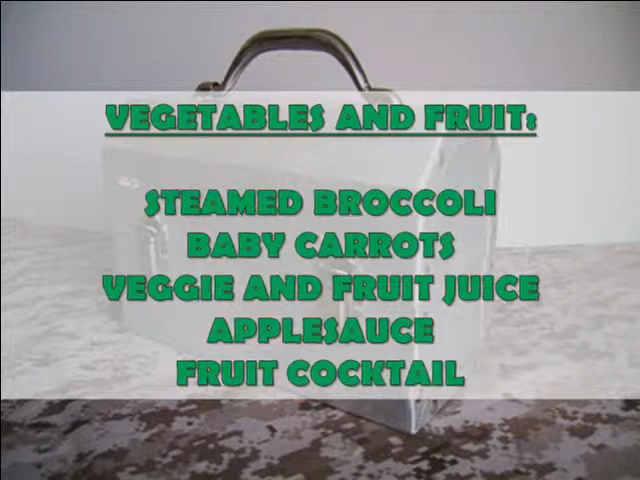 VEGETABLES AND FRUIT:
STEAMED BROCCOLI
BABY CARROTS
VEGGIE AND FRUIT JUICE
APPLESAUCE
FRUIT COCKTAIL